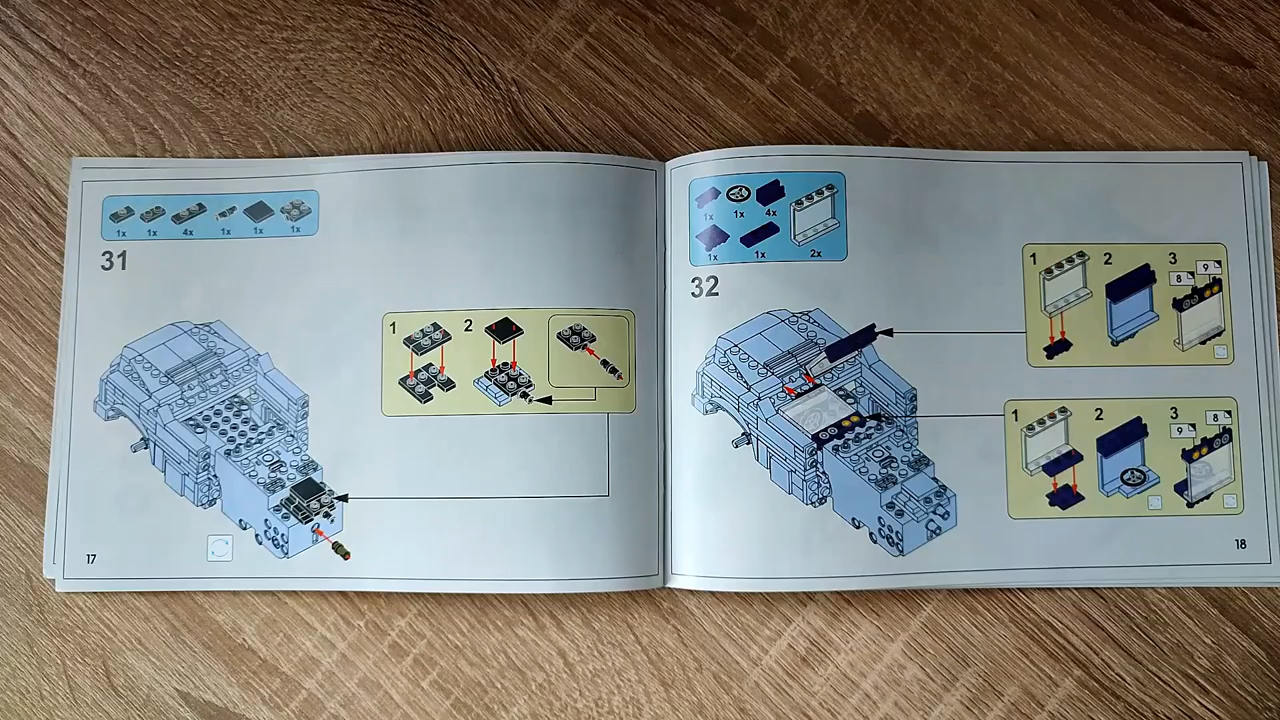 1x 1x 4x 1x 1x 1x
31
1 2
17
1x 1x 4x
1x 1x 2x
32
1 2 3
8 9
1 2 3
9 8
18